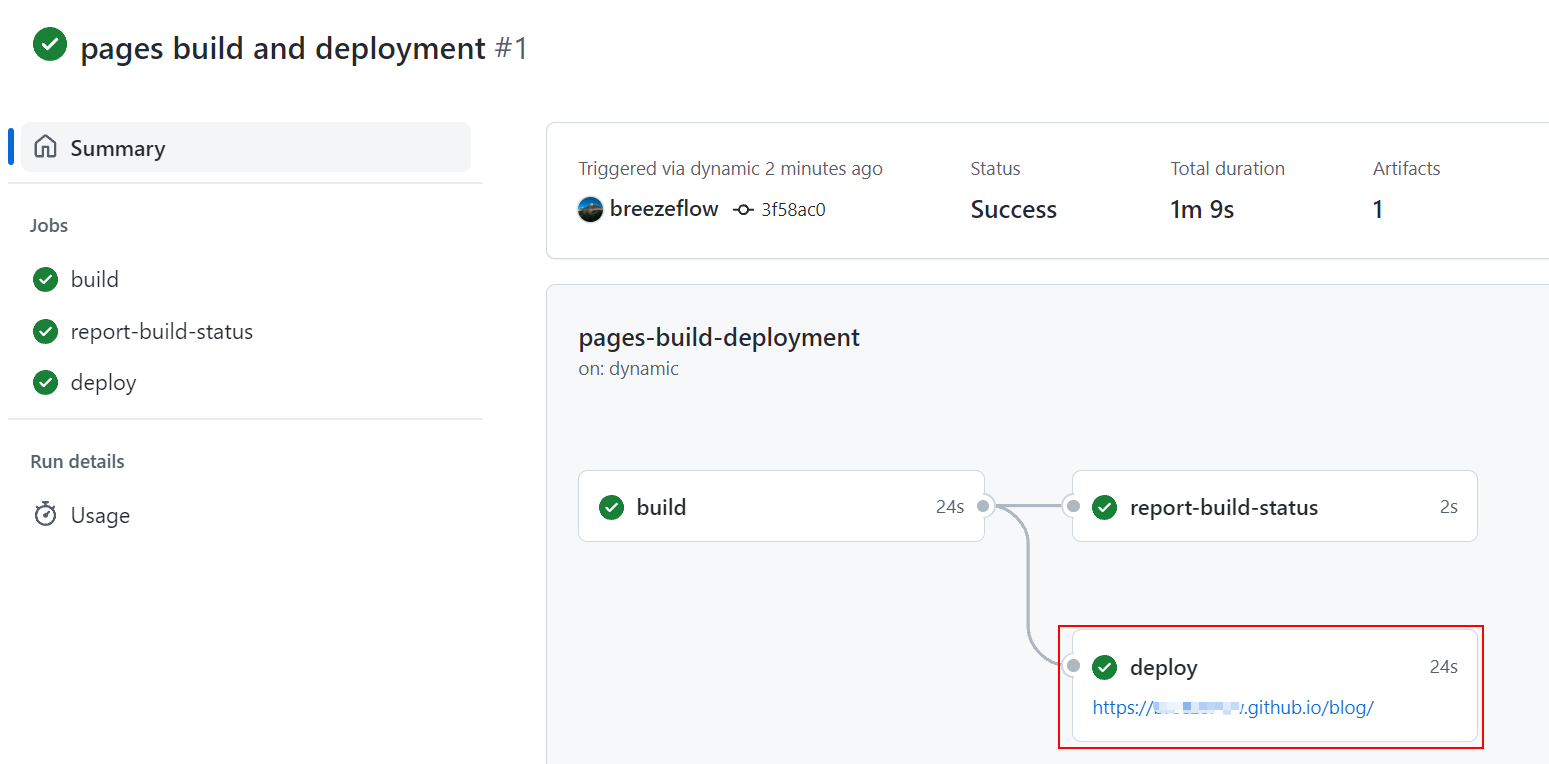 pages build and deployment #1
Summary
Jobs
build
report-build-status
deploy
Run details
Usage
Triggered via dynamic 2 minutes ago
breezeflow 3f58ac0
Status
Success
Total duration
1m 9s
Artifacts
1
pages-build-deployment
on: dynamic
build 24s
report-build-status 2s
deploy 24s
https:// .github.io/blog/